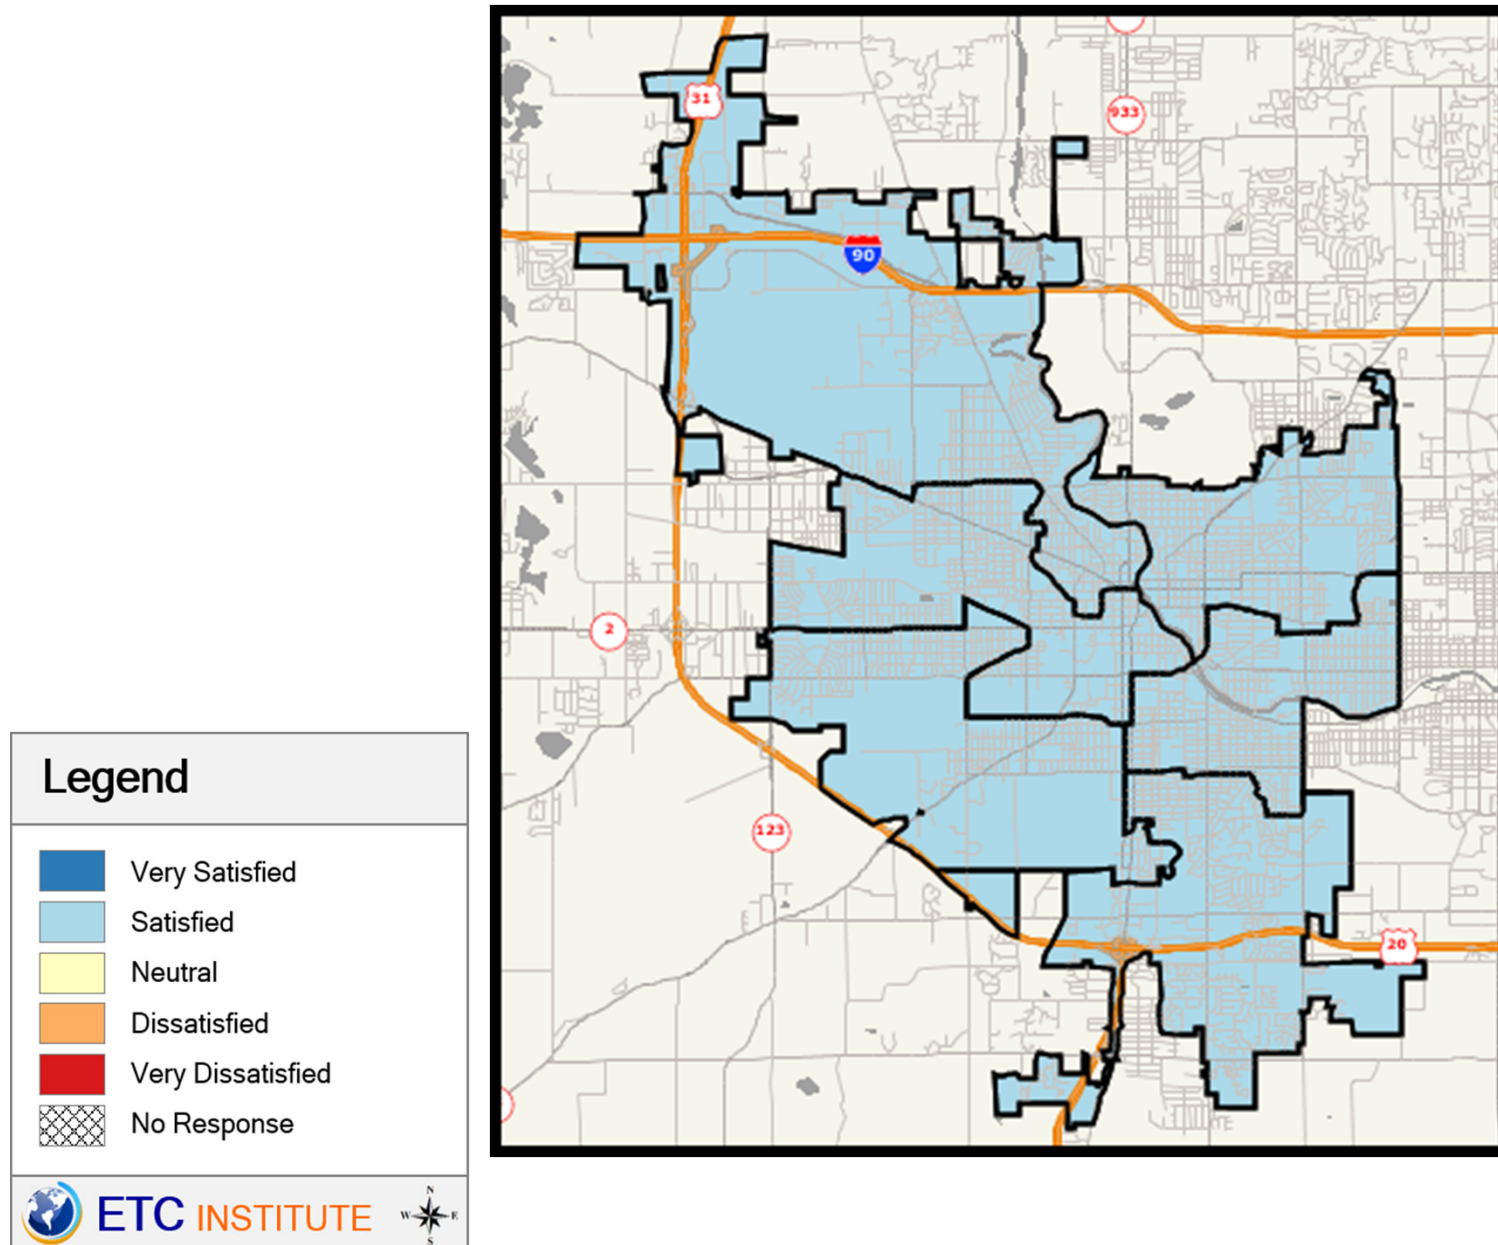 31
933
90
2
123
20
Legend
Very Satisfied
Satisfied
Neutral
Dissatisfied
Very Dissatisfied
No Response
ETC INSTITUTE
N
W E
S